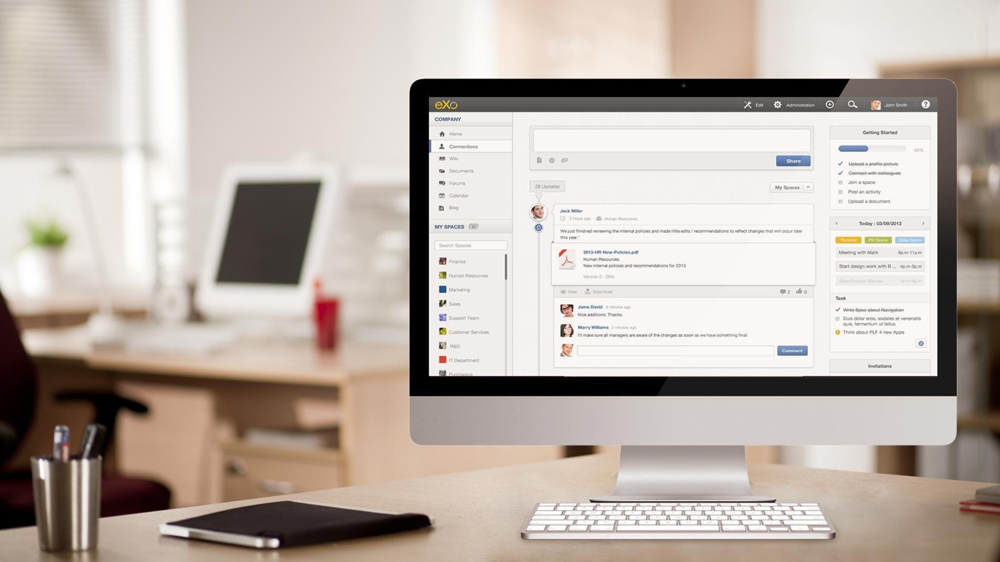 eXo
Edit
Administration
John Smith
?
COMPANY
Home
Connections
Wiki
Documents
Forums
Calendar
Blog
MY SPACES 22
Search Spaces
Finance
Human Resources
Marketing
Sales
Support Team
Customer Services
R&D
IT Department
Purchasing
Share
28 Updates
My Spaces
Jack Miller
2 hours ago Human Resources
We just finished reviewing the internal policies and made little edits / recommendations to reflect changes that will occur later
this year."
2013-HR-New-Policies.pdf
Human Resources.
New internal policies and recommendations for 2013
Version 2 - 2Mo
View Download
2 0
Jame David 2 minutes ago
Nice additions. Thanks.
Marry Williams 2 minutes ago
I'll make sure all managers are aware of the changes as soon as we have something final.
Comment
Getting Started
40%
Upload a profile picture
Connect with colleagues
Join a space
Post an activity
Upload a document
Today : 03/09/2012
Personal PM Space Sales Space
Meeting with Mark 9a.m-11a.m
Start design work with B ... 4p.m-5p.m
Specification Review 5p.m-6p.m
Task
Write Spec about Navigation
Duis dolor eros, sodales et venenatis
quis, fermentum ut tellus
Think about PLF 4 new Apps
Invitations